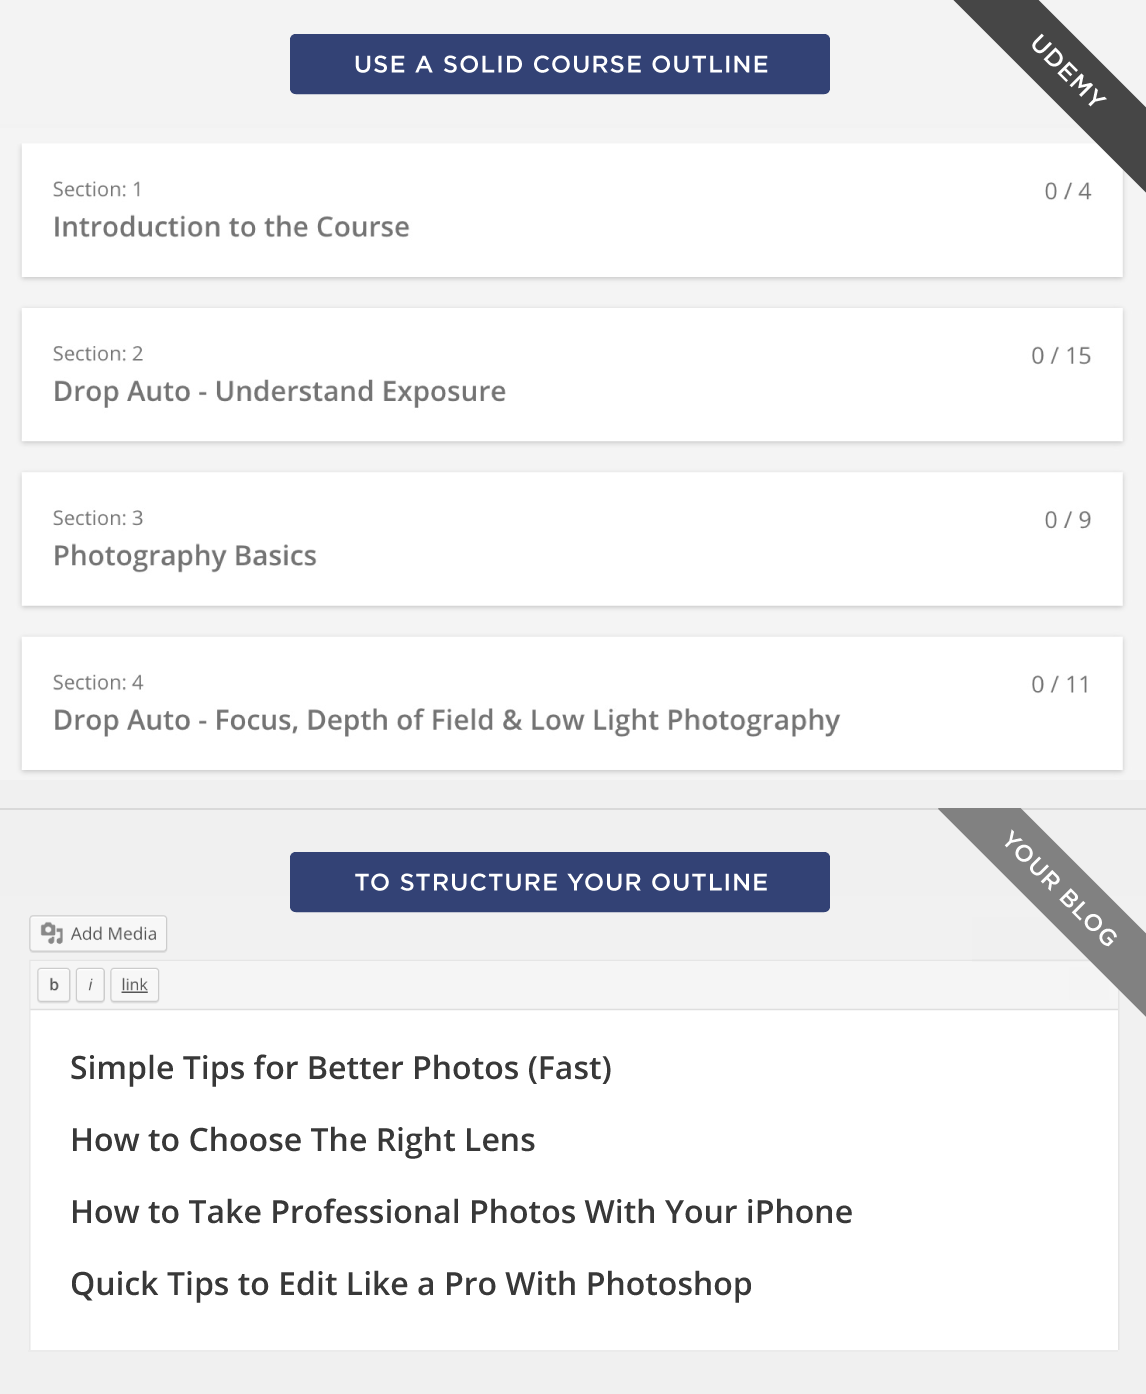 USE A SOLID COURSE OUTLINE
UDEMY
Section: 1
0 / 4
Introduction to the Course
Section: 2
0 / 15
Drop Auto - Understand Exposure
Section: 3
0 / 9
Photography Basics
Section: 4
0 / 11
Drop Auto - Focus, Depth of Field & Low Light Photography
TO STRUCTURE YOUR OUTLINE
YOUR BLOG
Add Media
b i link
Simple Tips for Better Photos (Fast)
How to Choose The Right Lens
How to Take Professional Photos With Your iPhone
Quick Tips to Edit Like a Pro With Photoshop